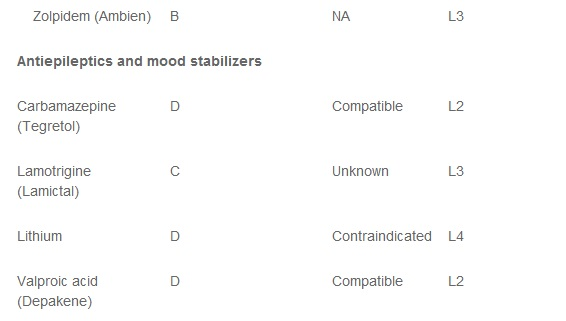 Zolpidem (Ambien) B NA L3
Antiepileptics and mood stabilizers
Carbamazepine D Compatible L2
(Tegretol)
Lamotrigine C Unknown L3
(Lamictal)
Lithium D Contraindicated L4
Valproic acid D Compatible L2
(Depakene)